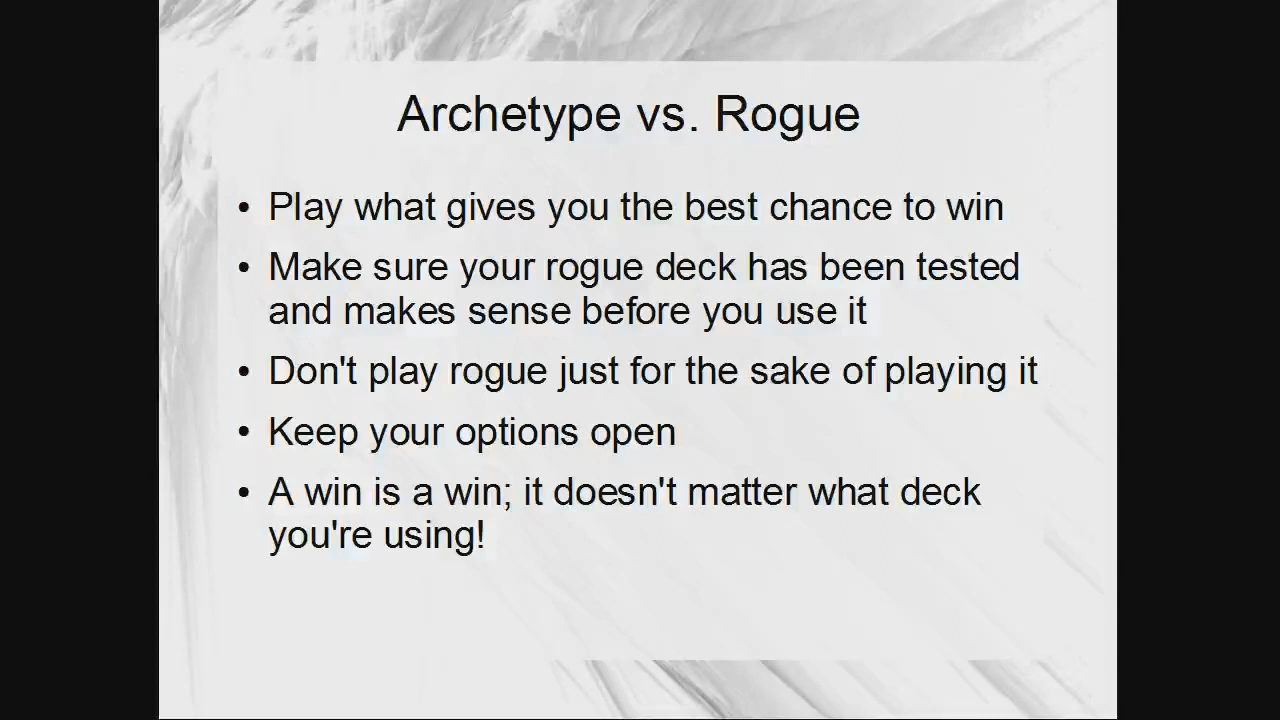 Archetype vs. Rogue
• Play what gives you the best chance to win
• Make sure your rogue deck has been tested
and makes sense before you use it
• Don't play rogue just for the sake of playing it
• Keep your options open
• A win is a win; it doesn't matter what deck
you're using!